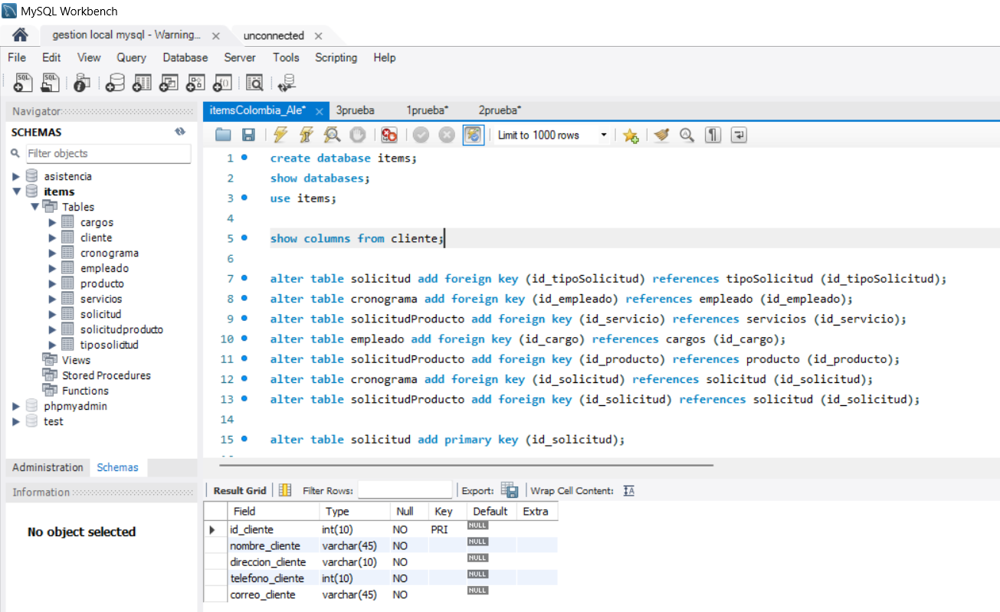 MySQL Workbench
gestion local mysql - Warning... unconnected
File Edit View Query Database Server Tools Scripting Help
Navigator
SCHEMAS
Filter objects
asistencia
items
Tables
cargos
cliente
cronograma
empleado
producto
servicios
solicitud
solicitudproducto
tiposolicitud
Views
Stored Procedures
Functions
phpmyadmin
test
Administration Schemas
Information
No object selected
itemsColombia_Ale* 3prueba 1prueba* 2prueba*
Limit to 1000 rows
1 create database items;
2 show databases;
3 use items;
4
5 show columns from cliente;
6
7 alter table solicitud add foreign key (id_tipoSolicitud) references tipoSolicitud (id_tipoSolicitud);
8 alter table cronograma add foreign key (id_empleado) references empleado (id_empleado);
9 alter table solicitudProducto add foreign key (id_servicio) references servicios (id_servicio);
10 alter table empleado add foreign key (id_cargo) references cargos (id_cargo);
11 alter table solicitudProducto add foreign key (id_producto) references producto (id_producto);
12 alter table cronograma add foreign key (id_solicitud) references solicitud (id_solicitud);
13 alter table solicitudProducto add foreign key (id_solicitud) references solicitud (id_solicitud);
14
15 alter table solicitud add primary key (id_solicitud);
Result Grid Filter Rows: Export: Wrap Cell Content:
Field Type Null Key Default Extra
id_cliente int(10) NO PRI NULL
nombre_cliente varchar(45) NO NULL
direccion_cliente varchar(10) NO NULL
telefono_cliente int(10) NO NULL
correo_cliente varchar(45) NO NULL